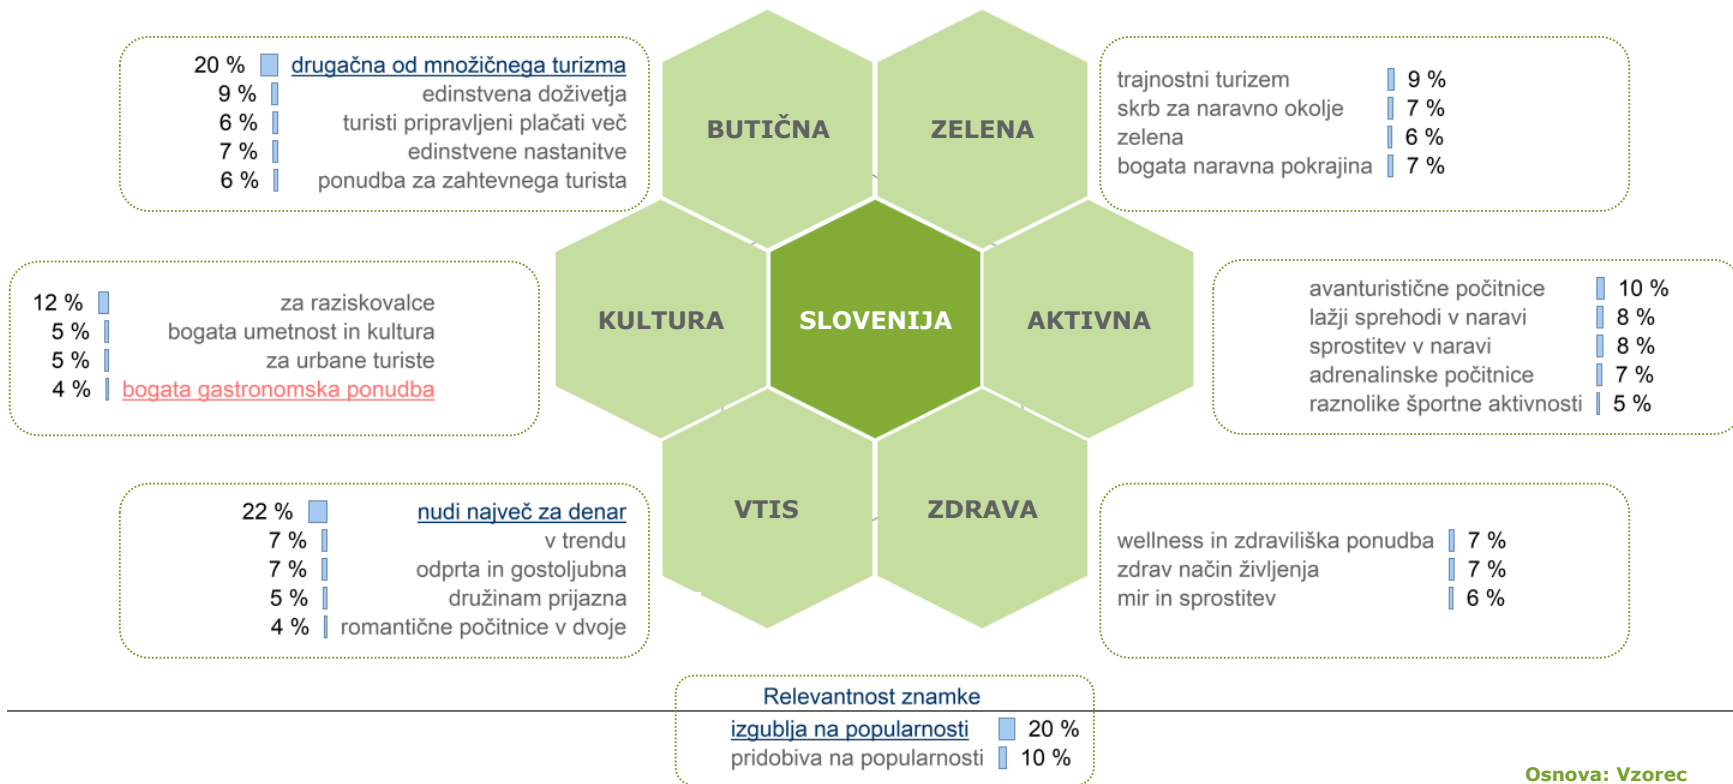 20 % drugačna od množičnega turizma
9 % edinstvena doživetja
6 % turisti pripravljeni plačati več
7 % edinstvene nastanitve
6 % ponudba za zahtevnega turista
BUTIČNA
ZELENA
trajnostni turizem 9 %
skrb za naravno okolje 7 %
zelena 6 %
bogata naravna pokrajina 7 %
12 % za raziskovalce
5 % bogata umetnost in kultura
5 % za urbane turiste
4 % bogata gastronomska ponudba
KULTURA
SLOVENIJA
AKTIVNA
avanturistične počitnice 10 %
lažji sprehodi v naravi 8 %
sprostitev v naravi 8 %
adrenalinske počitnice 7 %
raznolike športne aktivnosti 5 %
22 % nudi največ za denar
7 % v trendu
7 % odprta in gostoljubna
5 % družinam prijazna
4 % romantične počitnice v dvoje
VTIS
ZDRAVA
wellness in zdraviliška ponudba 7 %
zdrav način življenja 7 %
mir in sprostitev 6 %
Relevantnost znamke
izgublja na popularnosti 20 %
pridobiva na popularnosti 10 %
Osnova: Vzorec